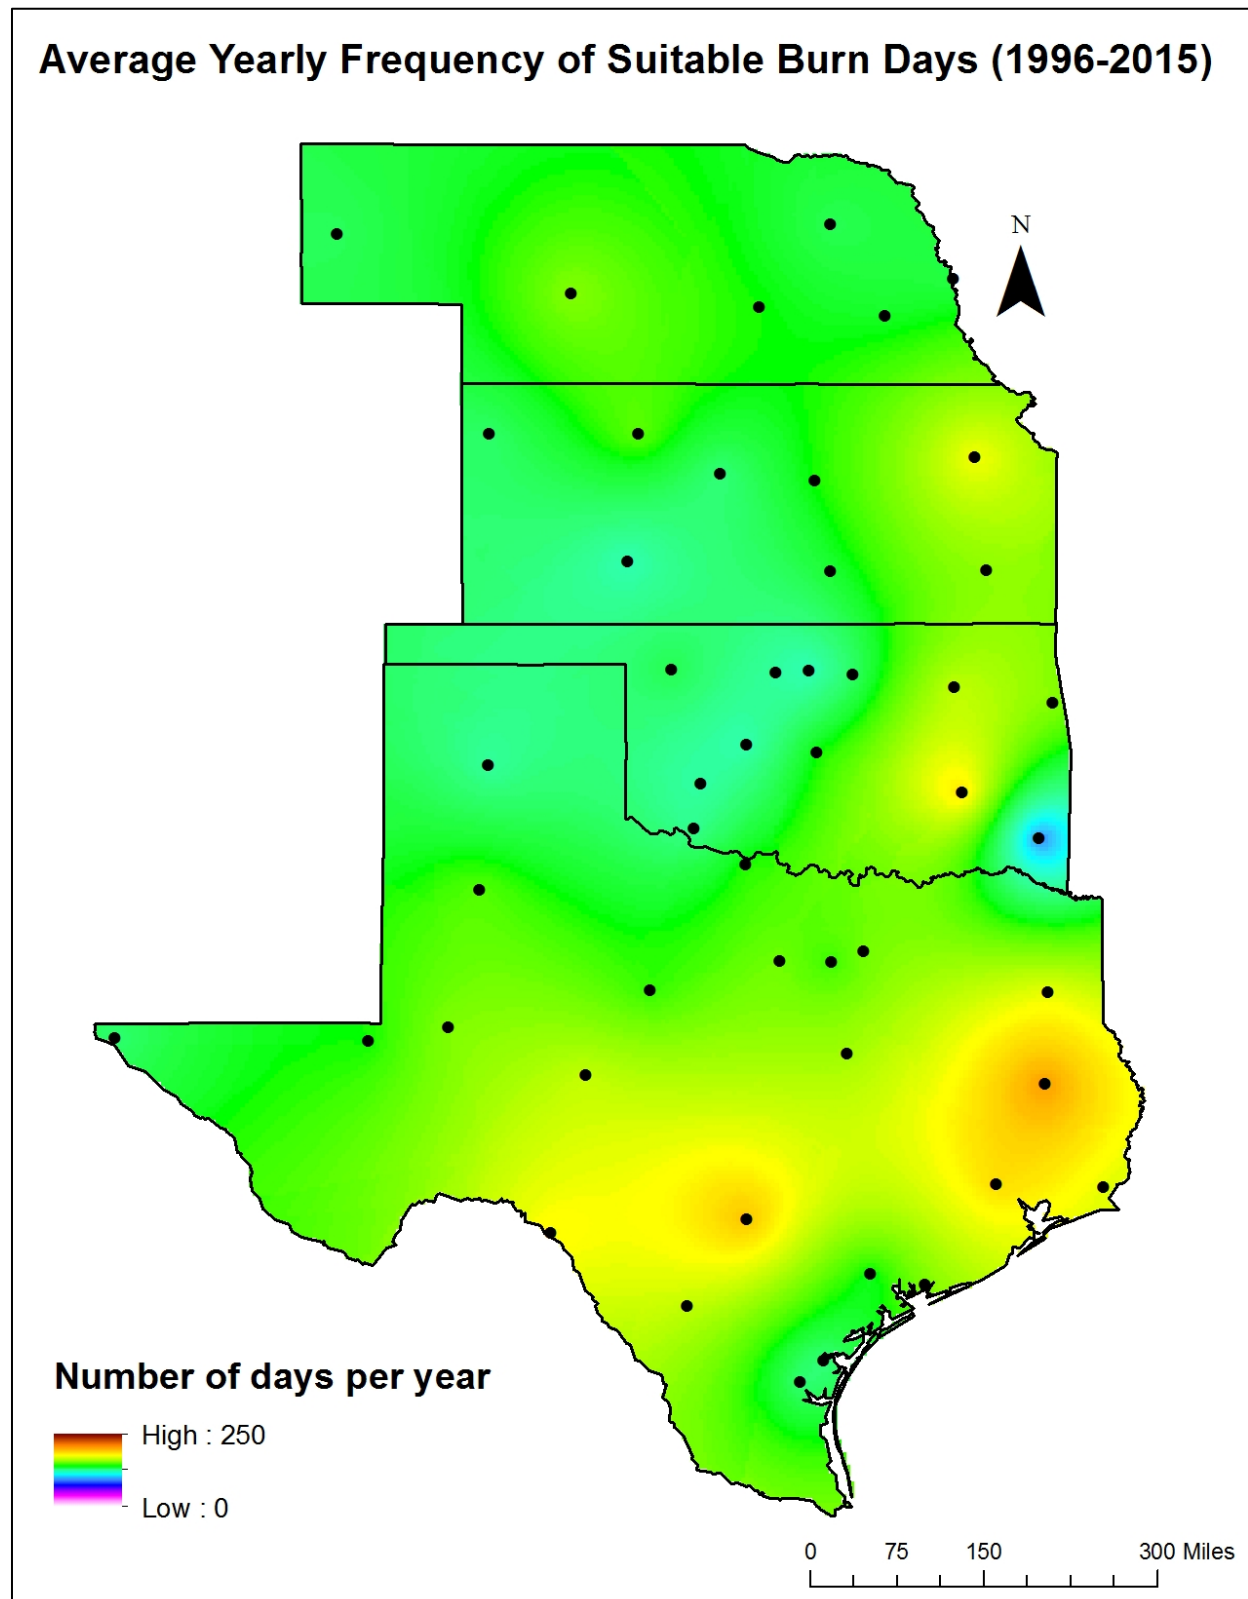 Average Yearly Frequency of Suitable Burn Days (1996-2015)
N
Number of days per year
High : 250
Low : 0
0 75 150 300 Miles